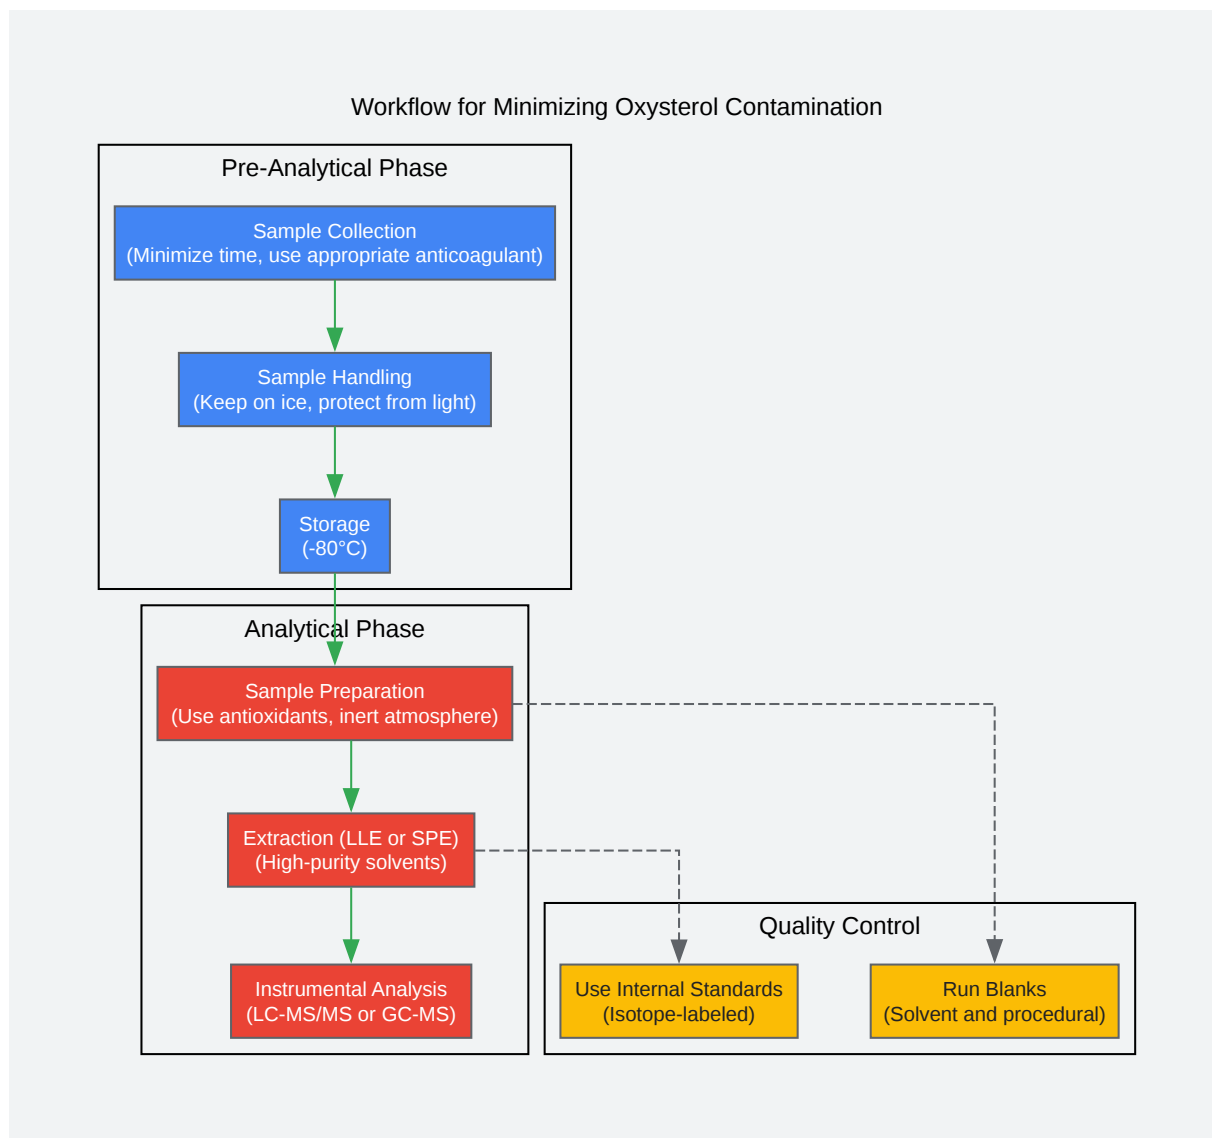 Workflow for Minimizing Oxysterol Contamination
Pre-Analytical Phase
Sample Collection
(Minimize time, use appropriate anticoagulant)
Sample Handling
(Keep on ice, protect from light)
Storage
(-80°C)
Analytical Phase
Sample Preparation
(Use antioxidants, inert atmosphere)
Extraction (LLE or SPE)
(High-purity solvents)
Instrumental Analysis
(LC-MS/MS or GC-MS)
Quality Control
Use Internal Standards
(Isotope-labeled)
Run Blanks
(Solvent and procedural)